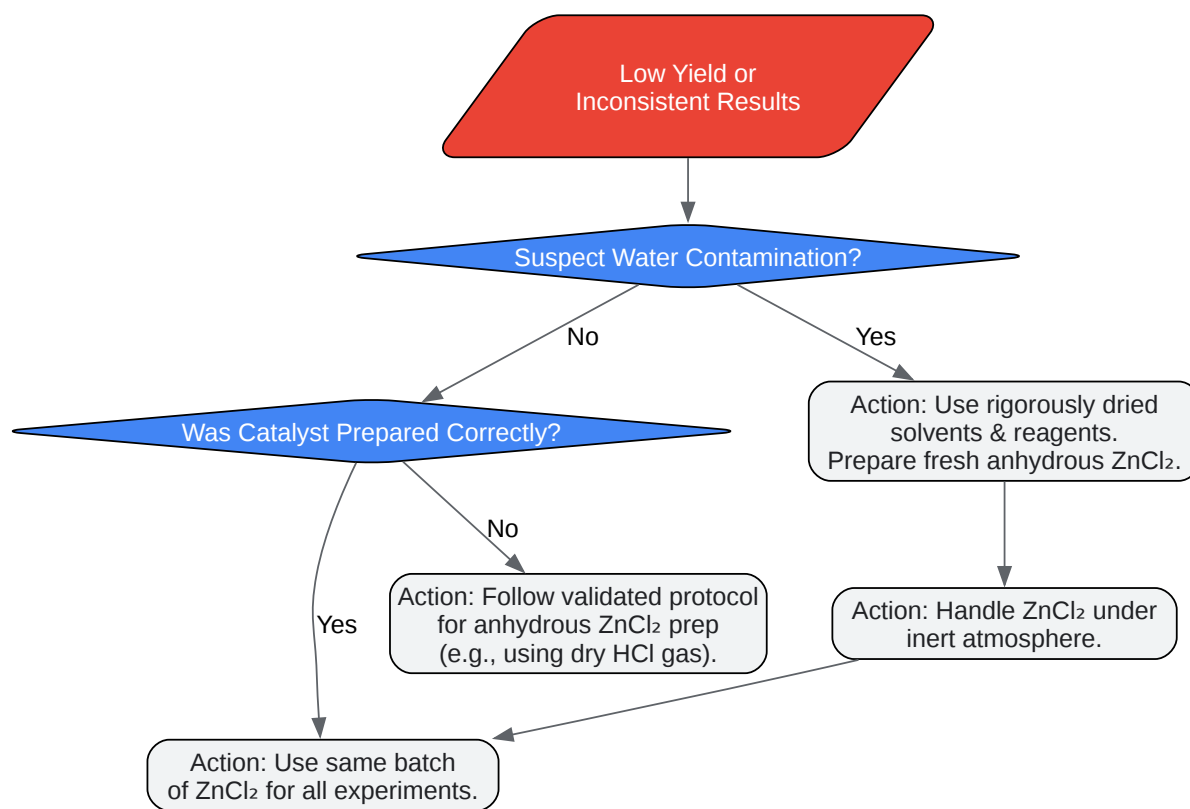 Low Yield or
Inconsistent Results
Suspect Water Contamination?
No
Yes
Was Catalyst Prepared Correctly?
Action: Use rigorously dried
solvents & reagents.
Prepare fresh anhydrous ZnCl₂.
No
Yes
Action: Follow validated protocol
for anhydrous ZnCl₂ prep
(e.g., using dry HCl gas).
Action: Handle ZnCl₂ under
inert atmosphere.
Action: Use same batch
of ZnCl₂ for all experiments.